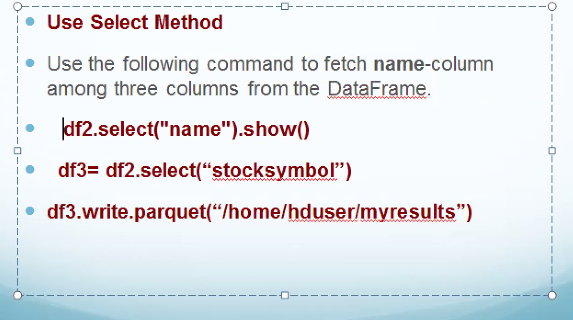 Use Select Method
Use the following command to fetch name-column
among three columns from the DataFrame.
df2.select("name").show()
df3= df2.select(“stocksymbol”)
df3.write.parquet(“/home/hduser/myresults”)